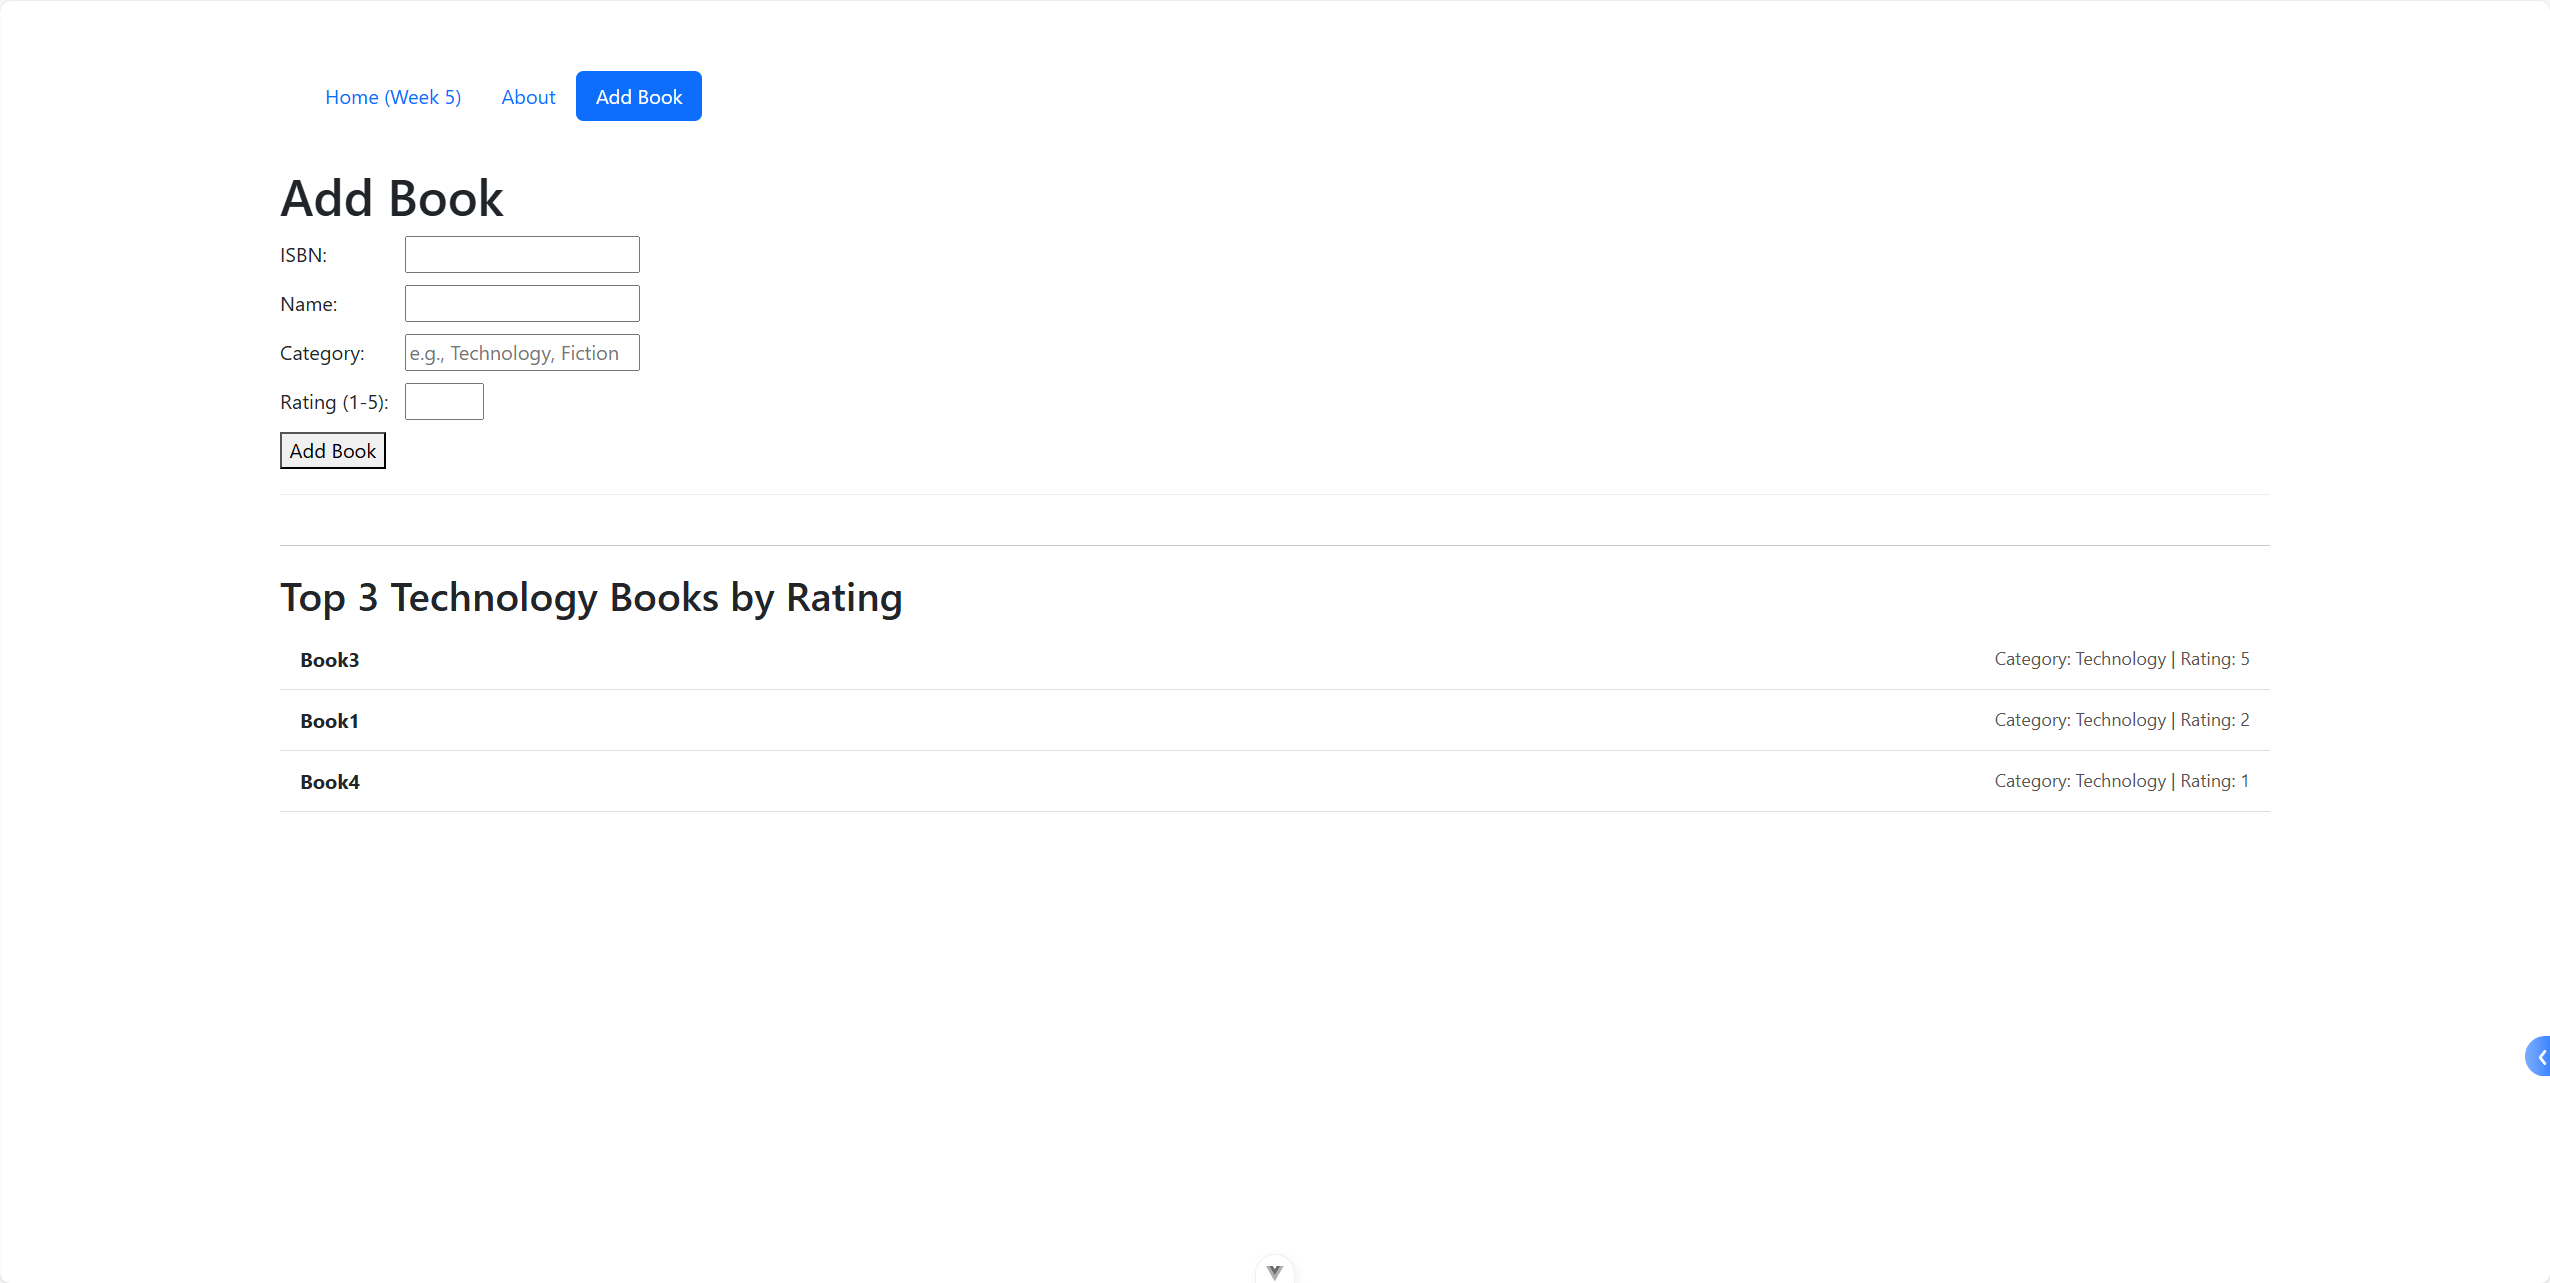 Home (Week 5) About Add Book
Add Book
ISBN:
Name:
Category: e.g., Technology, Fiction
Rating (1-5):
Add Book
Top 3 Technology Books by Rating
Book3 Category: Technology | Rating: 5
Book1 Category: Technology | Rating: 2
Book4 Category: Technology | Rating: 1